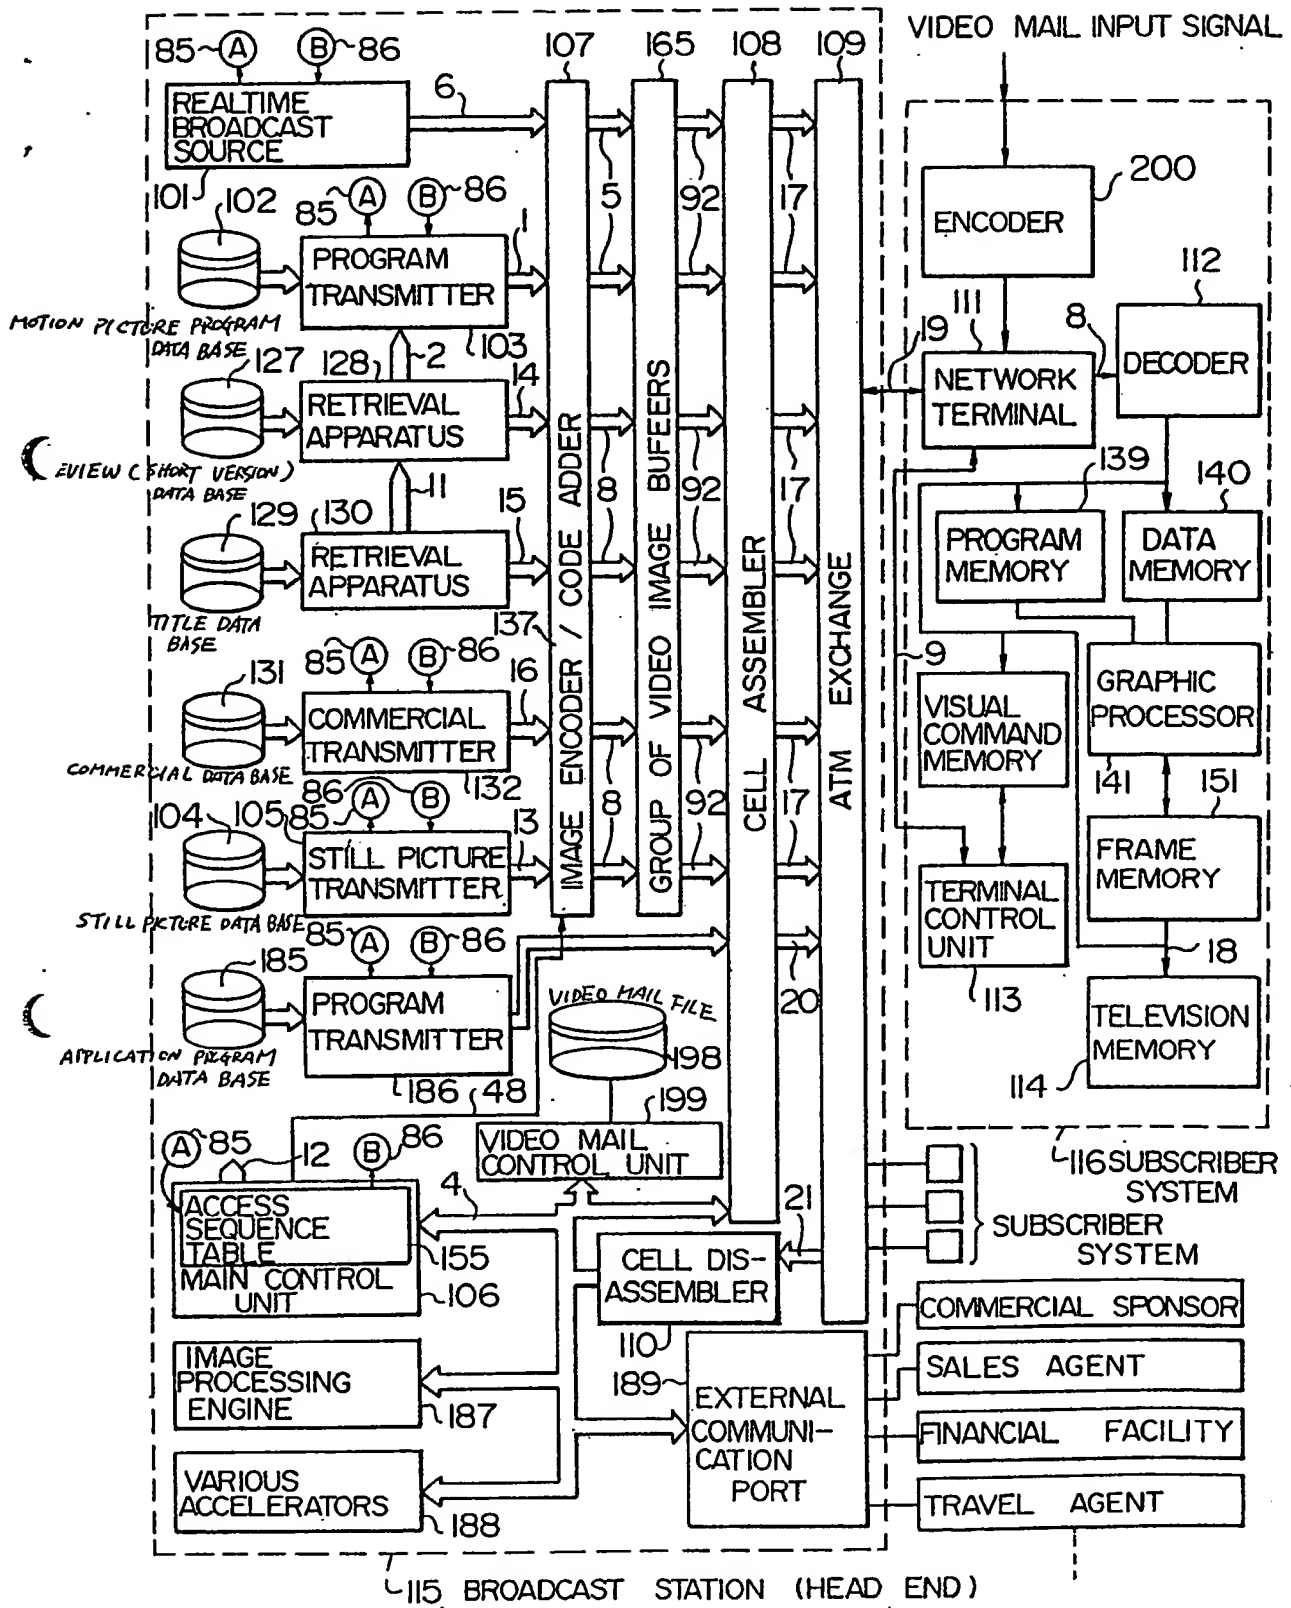 VIDEO MAIL INPUT SIGNAL
85 A B 86
107 165 108 109
REALTIME
BROADCAST
SOURCE
101
6
5 92 17
102
MOTION PICTURE PROGRAM
DATA BASE
85 A B 86
PROGRAM
TRANSMITTER
103
1
2
127
EVIEW (SHORT VERSION)
DATA BASE
128
RETRIEVAL
APPARATUS
14
11
129
TITLE DATA
BASE
130
RETRIEVAL
APPARATUS
15
8 92 17
137
131
COMMERCIAL DATA BASE
85 A B 86
COMMERCIAL
TRANSMITTER
132
16
104
STILL PICTURE DATA BASE
105
86
85 A B
STILL PICTURE
TRANSMITTER
13
8 92 17
185
APPLICATION PROGRAM
DATA BASE
85 A B 86
PROGRAM
TRANSMITTER
186
48
20
IMAGE ENCODER / CODE ADDER
GROUP OF VIDEO IMAGE BUFEERS
CELL ASSEMBLER
ATM EXCHANGE
VIDEO MAIL FILE
198
199
VIDEO MAIL
CONTROL UNIT
A 85
12
B 86
ACCESS
SEQUENCE
TABLE
155
MAIN CONTROL
UNIT
106
4
21
CELL DIS-
ASSEMBLER
110
IMAGE
PROCESSING
ENGINE
187
VARIOUS
ACCELERATORS
188
189
EXTERNAL
COMMUNI-
CATION
PORT
115 BROADCAST STATION (HEAD END)
ENCODER
200
19
111
NETWORK
TERMINAL
8
112
DECODER
139
PROGRAM
MEMORY
140
DATA
MEMORY
9
VISUAL
COMMAND
MEMORY
GRAPHIC
PROCESSOR
141
151
FRAME
MEMORY
TERMINAL
CONTROL
UNIT
113
18
TELEVISION
MEMORY
114
116 SUBSCRIBER
SYSTEM
SUBSCRIBER
SYSTEM
COMMERCIAL SPONSOR
SALES AGENT
FINANCIAL FACILITY
TRAVEL AGENT